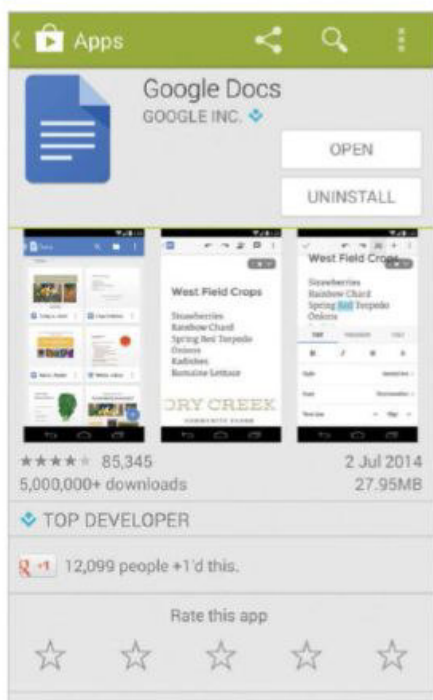 Apps
Google Docs
GOOGLE INC.
OPEN
UNINSTALL
West Field Crops
Strawberries
Rainbow Chard
Spring Red Torpedo
Onions
Radishes
Romaine Lettuce
DRY CREEK
West Field Crops
Strawberries
Rainbow Chard
Spring Red Torpedo
Onions
85,345
2 Jul 2014
5,000,000+ downloads
27.95MB
TOP DEVELOPER
g +1 12,099 people +1'd this.
Rate this app